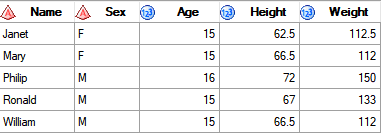 Name Sex Age Height Weight
Janet F 15 62.5 112.5
Mary F 15 66.5 112
Philip M 16 72 150
Ronald M 15 67 133
William M 15 66.5 112